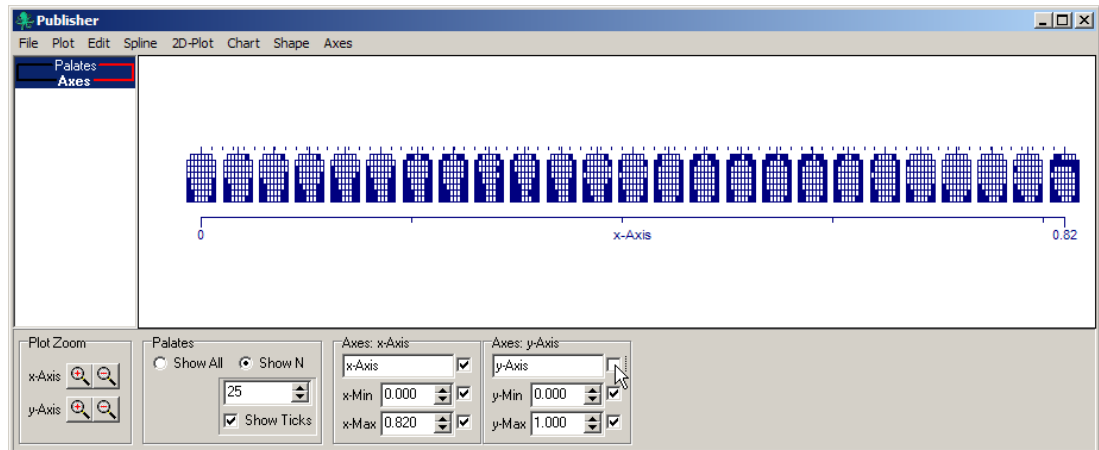 Publisher
File Plot Edit Spline 2D-Plot Chart Shape Axes
Palates
Axes
0 x-Axis 0.82
Plot Zoom
x-Axis
y-Axis
Palates
Show All Show N
25
Show Ticks
Axes: x-Axis
x-Axis
x-Min 0.000
x-Max 0.820
Axes: y-Axis
y-Axis
y-Min 0.000
y-Max 1.000